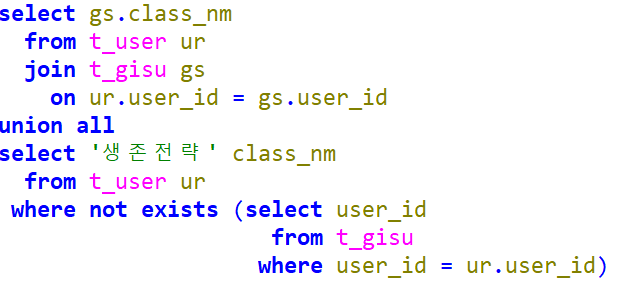 select gs.class_nm
from t_user ur
join t_gisu gs
on ur.user_id = gs.user_id
union all
select '생존전략' class_nm
from t_user ur
where not exists (select user_id
from t_gisu
where user_id = ur.user_id)